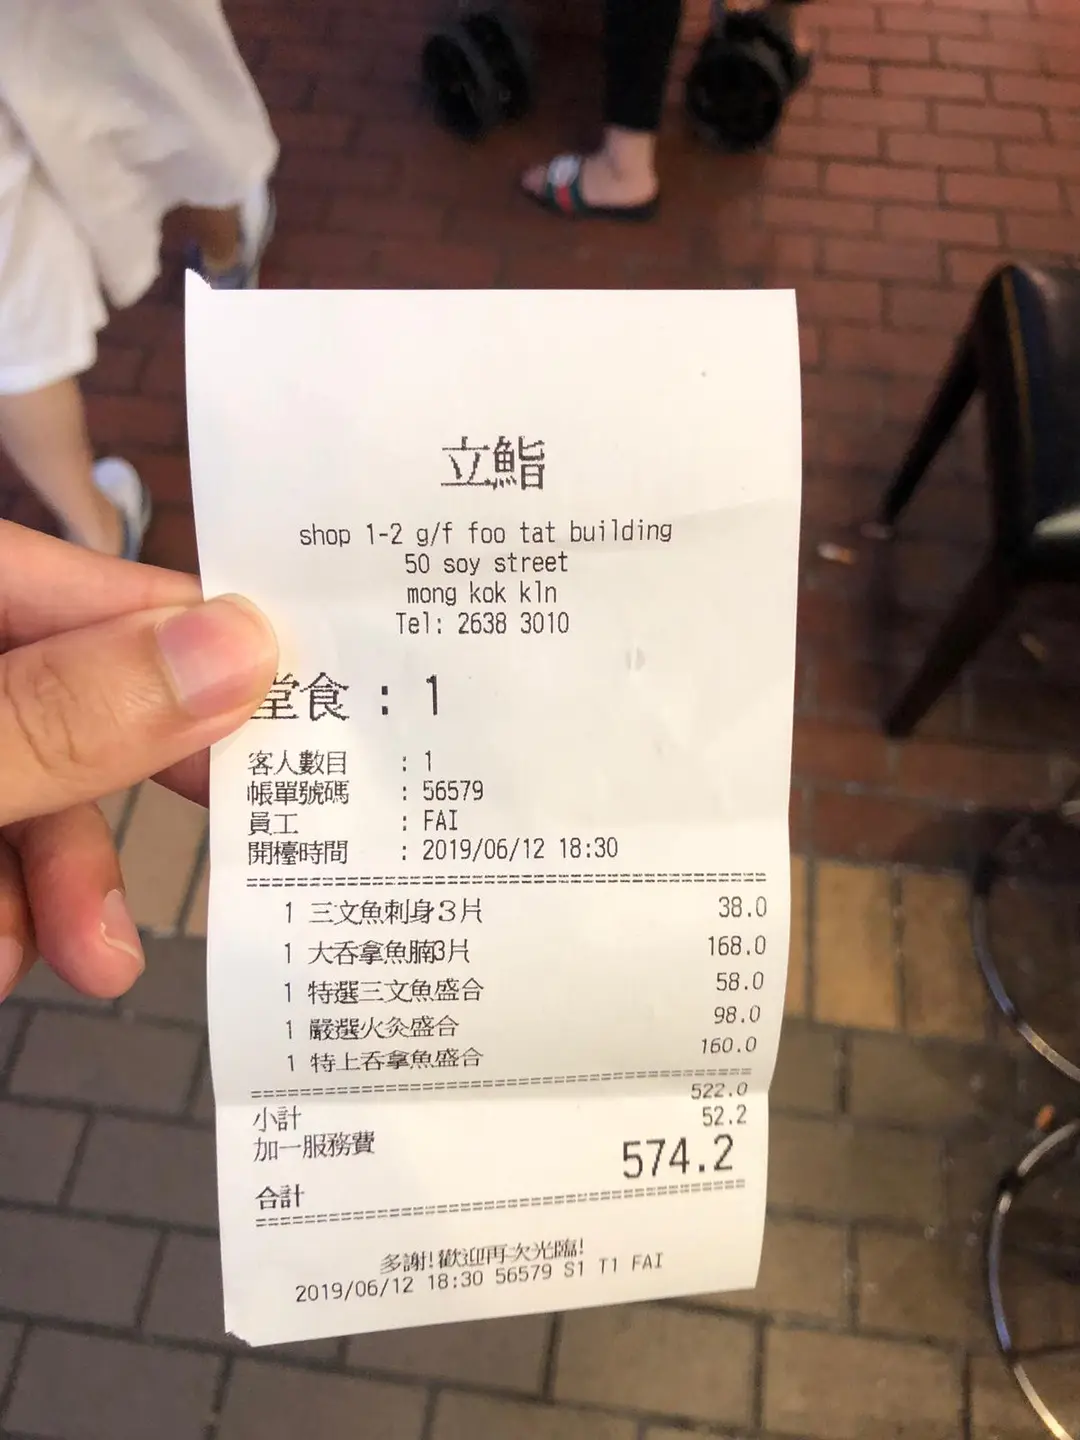 立鮨
shop 1-2 g/f foo tat building
50 soy street
mong kok kln
Tel: 2638 3010
堂食 : 1
客人數目 : 1
帳單號碼 : 56579
員工 : FAI
開檯時間 : 2019/06/12 18:30
1 三文魚刺身3片 38.0
1 大吞拿魚腩3片 168.0
1 特選三文魚盛合 58.0
1 嚴選火灸盛合 98.0
1 特上吞拿魚盛合 160.0
小計 522.0
加一服務費 52.2
合計 574.2
多謝!歡迎再次光臨!
2019/06/12 18:30 56579 S1 T1 FAI